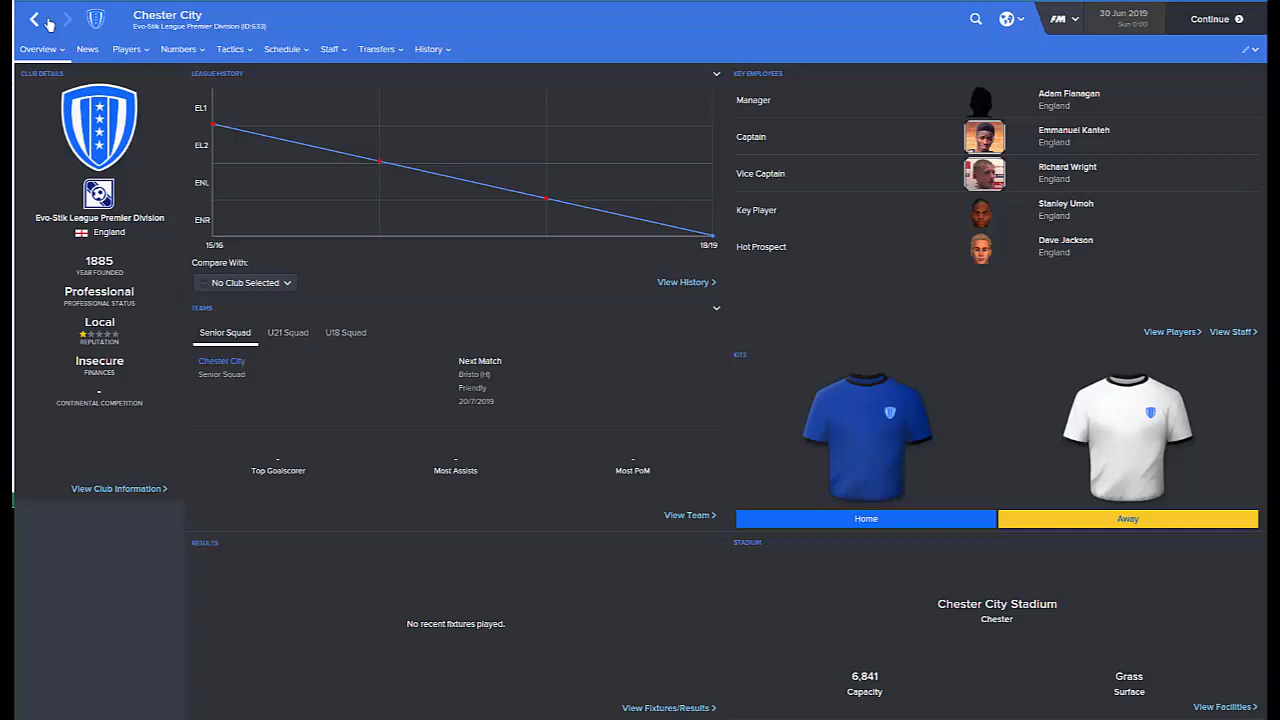 Chester City
Evo-Stik League Premier Division (ID:633)
FM
30 Jun 2019
Sun 0:00
Continue
Overview
News
Players
Numbers
Tactics
Schedule
Staff
Transfers
History
CLUB DETAILS
Evo-Stik League Premier Division
England
1885
YEAR FOUNDED
Professional
PROFESSIONAL STATUS
Local
REPUTATION
Insecure
FINANCES
-
CONTINENTAL COMPETITION
View Club Information >
LEAGUE HISTORY
EL1
EL2
ENL
ENR
15/16
18/19
Compare With:
No Club Selected
View History >
TEAMS
Senior Squad
U21 Squad
U18 Squad
Chester City
Senior Squad
Next Match
Bristo (H)
Friendly
20/7/2019
-
Top Goalscorer
-
Most Assists
-
Most PoM
View Team >
RESULTS
No recent fixtures played.
View Fixtures/Results >
KEY EMPLOYEES
Manager
Adam Flanagan
England
Captain
Emmanuel Kanteh
England
Vice Captain
Richard Wright
England
Key Player
Stanley Umoh
England
Hot Prospect
Dave Jackson
England
View Players >
View Staff >
KITS
Home
Away
STADIUM
Chester City Stadium
Chester
6,841
Capacity
Grass
Surface
View Facilities >